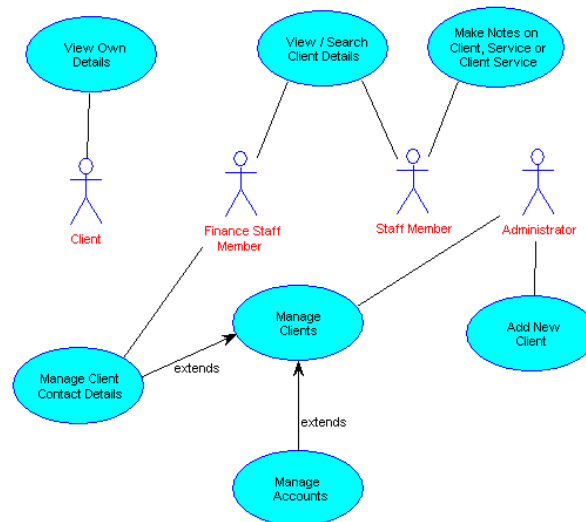 View Own
Details
View / Search
Client Details
Make Notes on
Client, Service or
Client Service
Client
Finance Staff
Member
Staff Member
Administrator
Manage
Clients
Add New
Client
Manage Client
Contact Details
extends
extends
Manage
Accounts